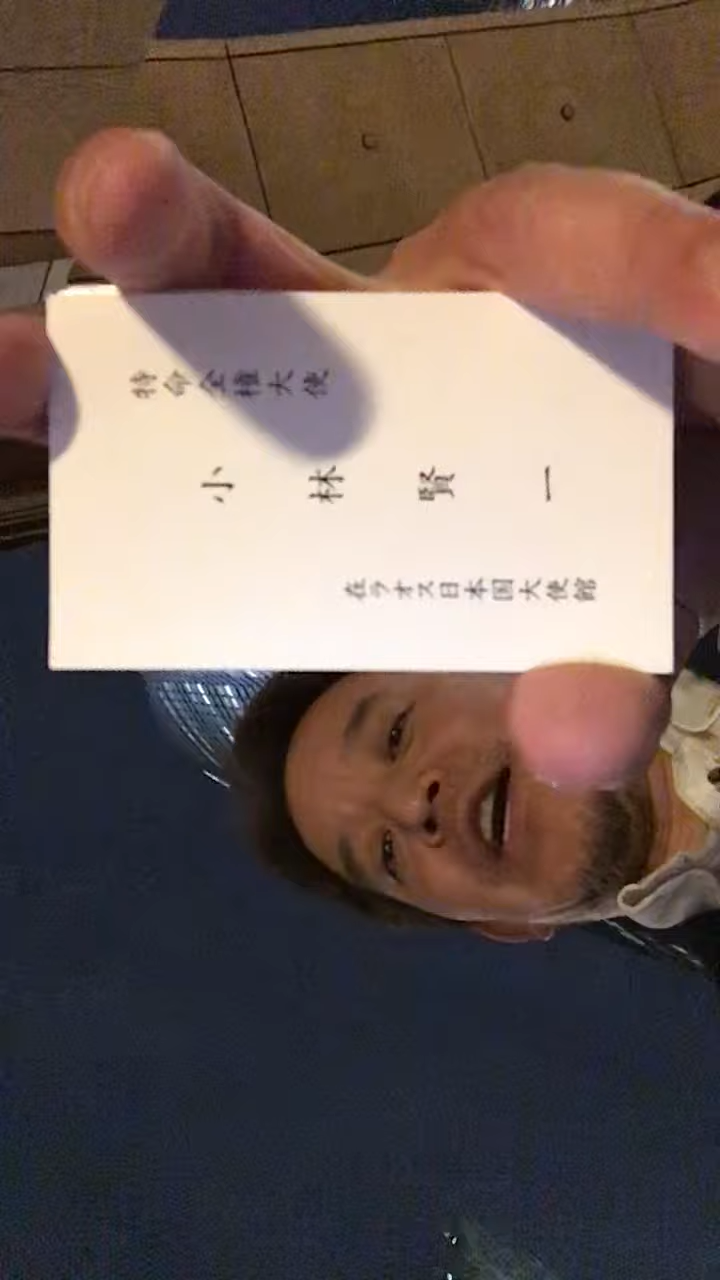 特命全権大使
小林賢一
在ラオス日本国大使館